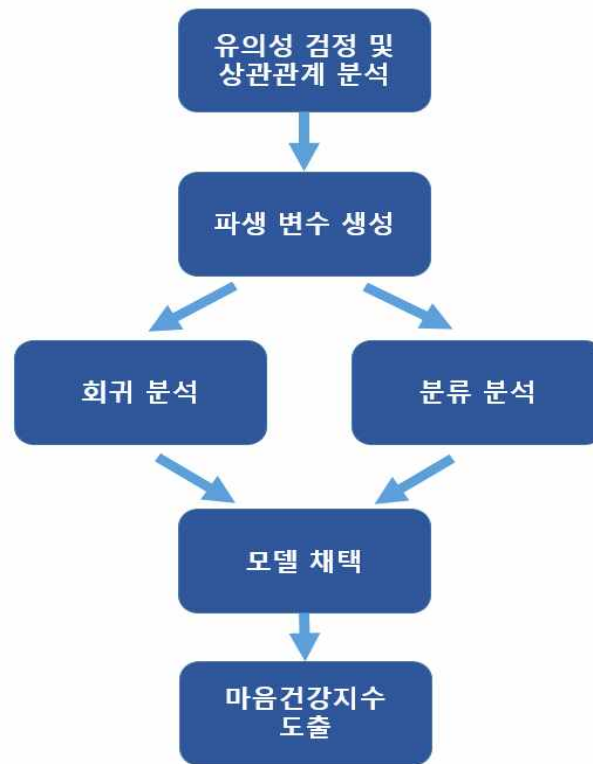 유의성 검정 및
상관관계 분석
파생 변수 생성
회귀 분석
분류 분석
모델 채택
마음건강지수
도출